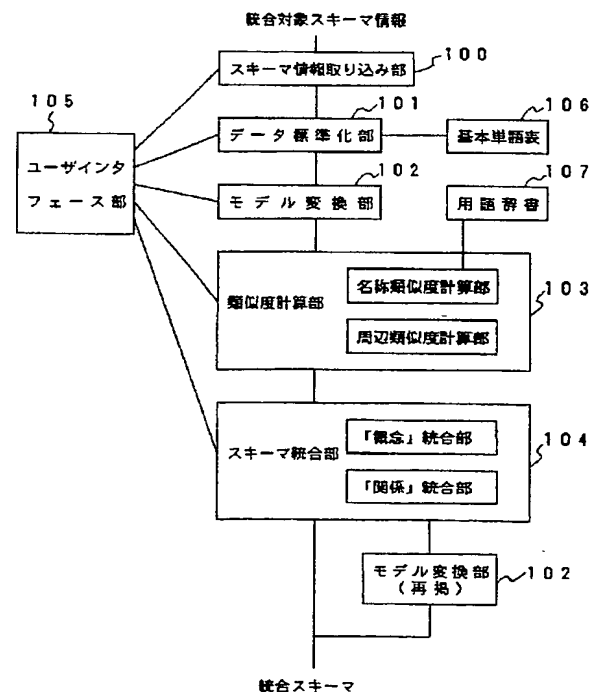 統合対象スキーマ情報
100
スキーマ情報取り込み部
105
101
106
データ標準化部
基本単語表
ユーザインタ
フェース部
102
107
モデル変換部
用語辞書
名称類似度計算部
103
類似度計算部
周辺類似度計算部
「概念」統合部
104
スキーマ統合部
「関係」統合部
モデル変換部
(再掲)
102
統合スキーマ